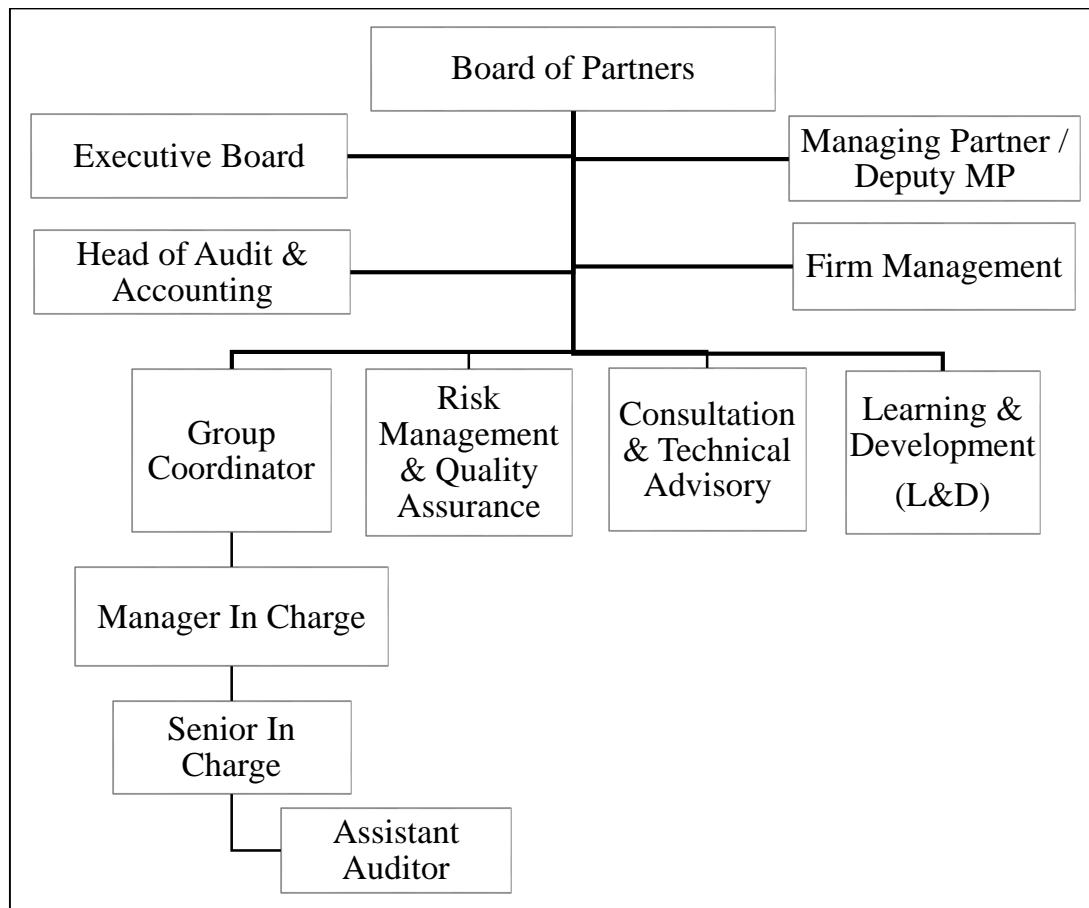 Board of Partners
Executive Board
Managing Partner /
Deputy MP
Head of Audit &
Accounting
Firm Management
Group
Coordinator
Risk
Management
& Quality
Assurance
Consultation
& Technical
Advisory
Learning &
Development
(L&D)
Manager In Charge
Senior In
Charge
Assistant
Auditor